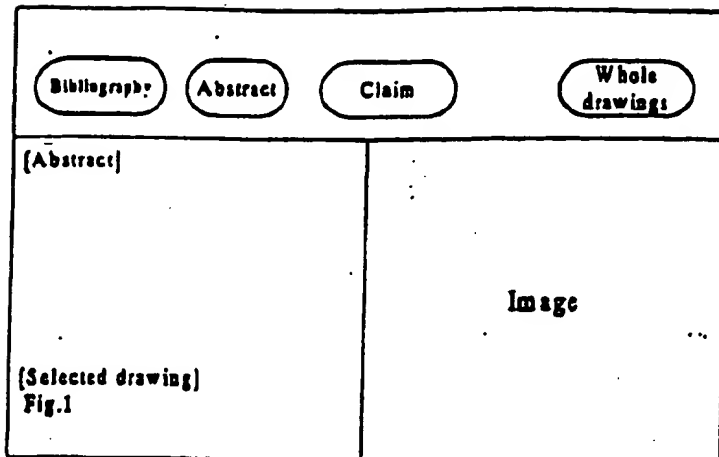 Bibliography
Abstract
Claim
Whole
drawings
[Abstract]
Image
[Selected drawing]
Fig.1